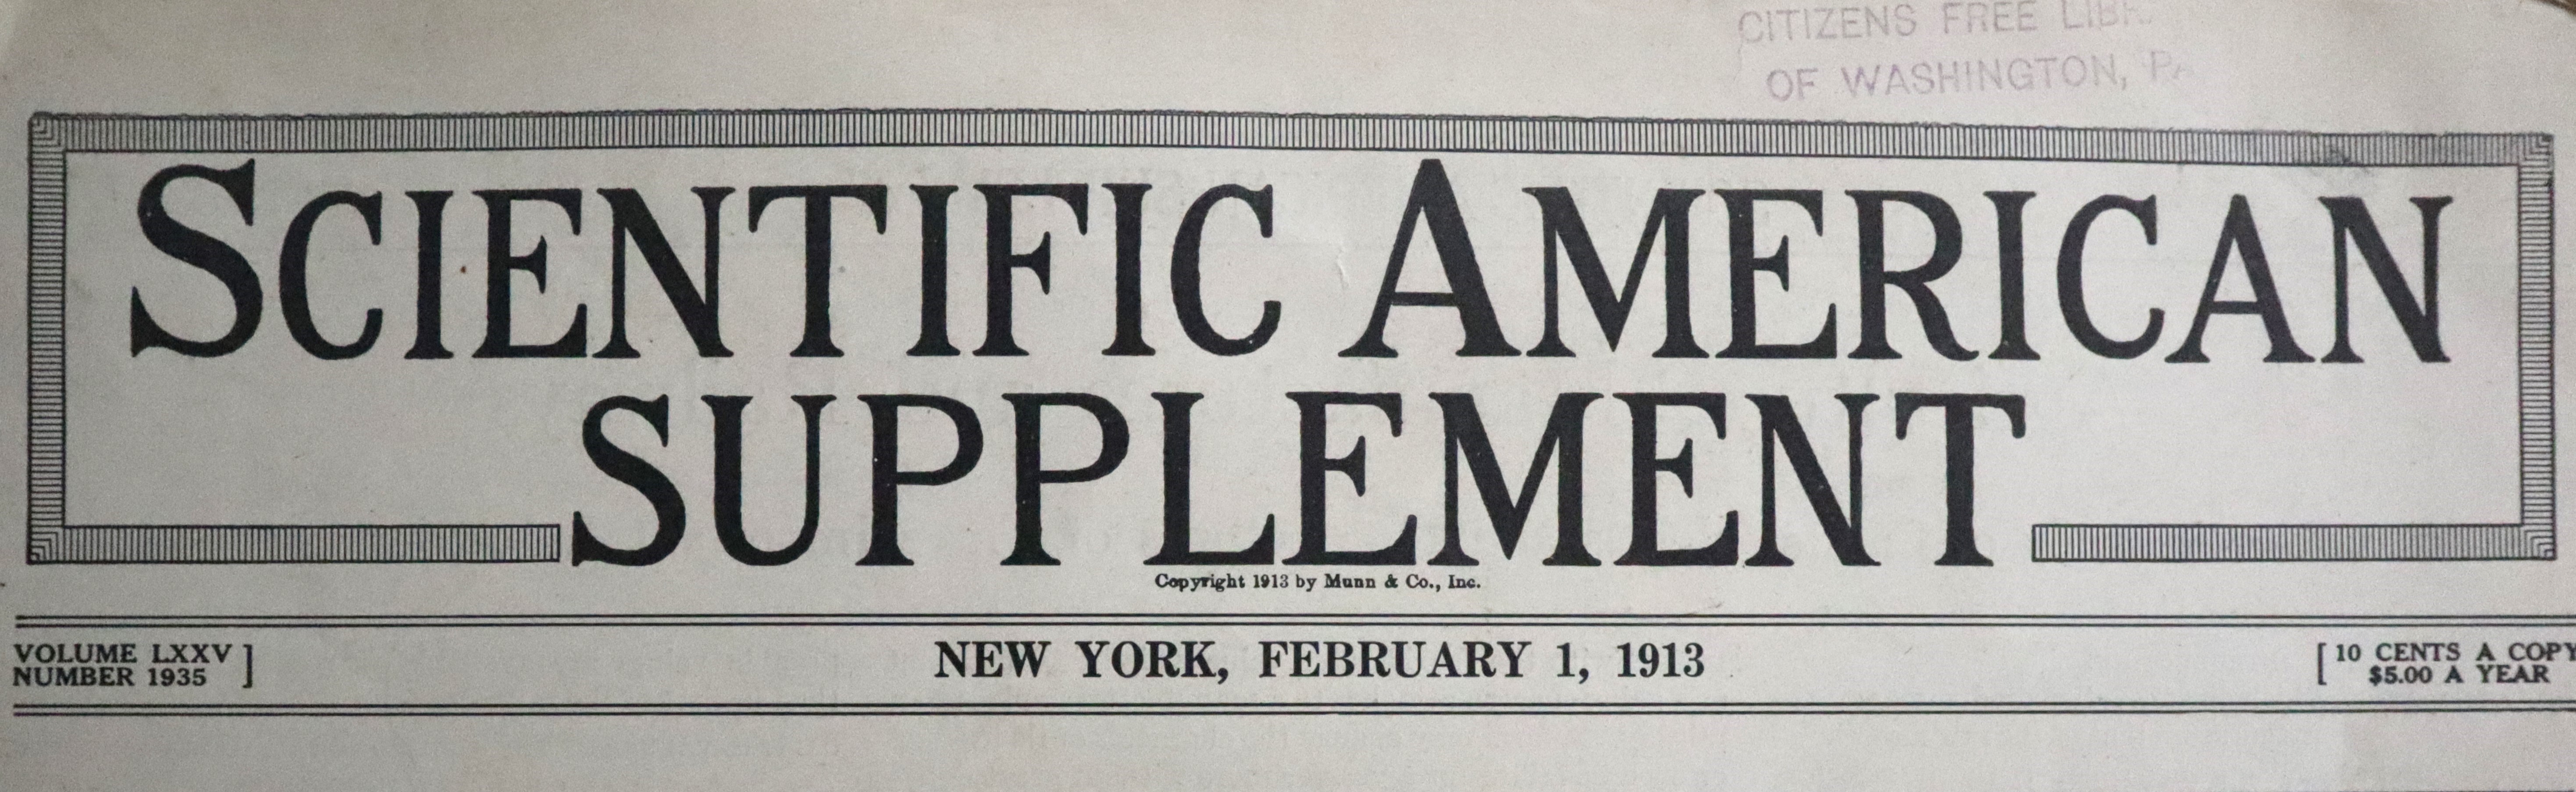 CITIZENS FREE
OF WASHINGTON,
SCIENTIFIC AMERICAN
SUPPLEMENT
Copyright 1913 by Munn & Co., Inc.
VOLUME LXXV ]
NUMBER 1935
NEW YORK, FEBRUARY 1, 1913
[ 10 CENTS A COPY
$5.00 A YEAR